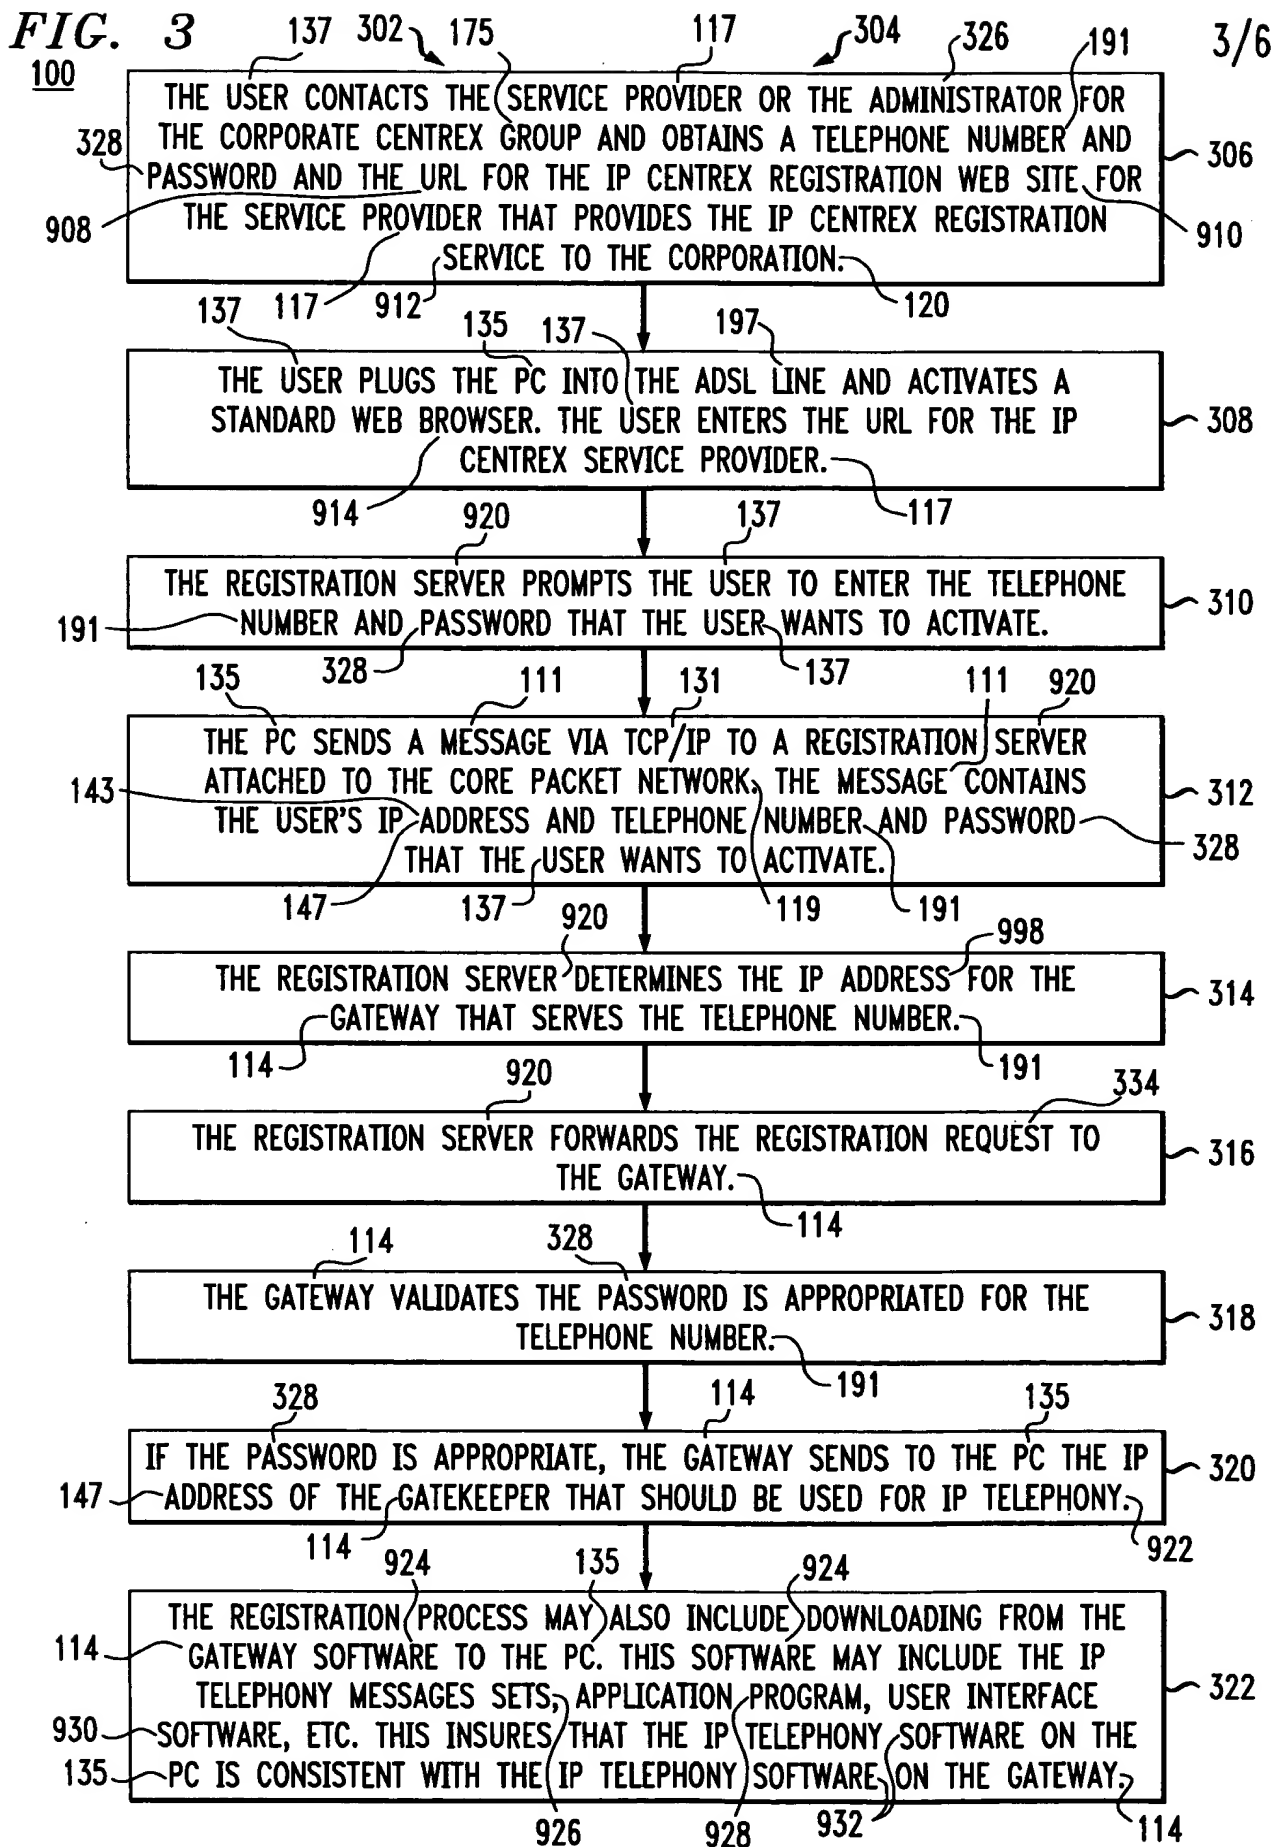 FIG. 3
3/6
100
137 302 175 117 304 326 191
THE USER CONTACTS THE SERVICE PROVIDER OR THE ADMINISTRATOR FOR
THE CORPORATE CENTREX GROUP AND OBTAINS A TELEPHONE NUMBER AND
328
306
PASSWORD AND THE URL FOR THE IP CENTREX REGISTRATION WEB SITE FOR
THE SERVICE PROVIDER THAT PROVIDES THE IP CENTREX REGISTRATION
908
910
SERVICE TO THE CORPORATION.
117 912 120
137 135 137 197
THE USER PLUGS THE PC INTO THE ADSL LINE AND ACTIVATES A
STANDARD WEB BROWSER. THE USER ENTERS THE URL FOR THE IP
308
CENTREX SERVICE PROVIDER.
914 117
920 137
THE REGISTRATION SERVER PROMPTS THE USER TO ENTER THE TELEPHONE
310
191 NUMBER AND PASSWORD THAT THE USER WANTS TO ACTIVATE.
328 137
135 111 131 111 920
THE PC SENDS A MESSAGE VIA TCP/IP TO A REGISTRATION SERVER
ATTACHED TO THE CORE PACKET NETWORK. THE MESSAGE CONTAINS
143
312
THE USER'S IP ADDRESS AND TELEPHONE NUMBER AND PASSWORD
328
THAT THE USER WANTS TO ACTIVATE.
147 137 119 191
920 998
THE REGISTRATION SERVER DETERMINES THE IP ADDRESS FOR THE
314
GATEWAY THAT SERVES THE TELEPHONE NUMBER.
114 191
920 334
THE REGISTRATION SERVER FORWARDS THE REGISTRATION REQUEST TO
316
THE GATEWAY.
114
114 328
THE GATEWAY VALIDATES THE PASSWORD IS APPROPRIATED FOR THE
318
TELEPHONE NUMBER.
191
328 114 135
IF THE PASSWORD IS APPROPRIATE, THE GATEWAY SENDS TO THE PC THE IP
320
147 ADDRESS OF THE GATEKEEPER THAT SHOULD BE USED FOR IP TELEPHONY.
114 922
924 135 924
THE REGISTRATION PROCESS MAY ALSO INCLUDE DOWNLOADING FROM THE
114 GATEWAY SOFTWARE TO THE PC. THIS SOFTWARE MAY INCLUDE THE IP
TELEPHONY MESSAGES SETS, APPLICATION PROGRAM, USER INTERFACE
322
930 SOFTWARE, ETC. THIS INSURES THAT THE IP TELEPHONY SOFTWARE ON THE
135 PC IS CONSISTENT WITH THE IP TELEPHONY SOFTWARE ON THE GATEWAY.
926 928 932 114